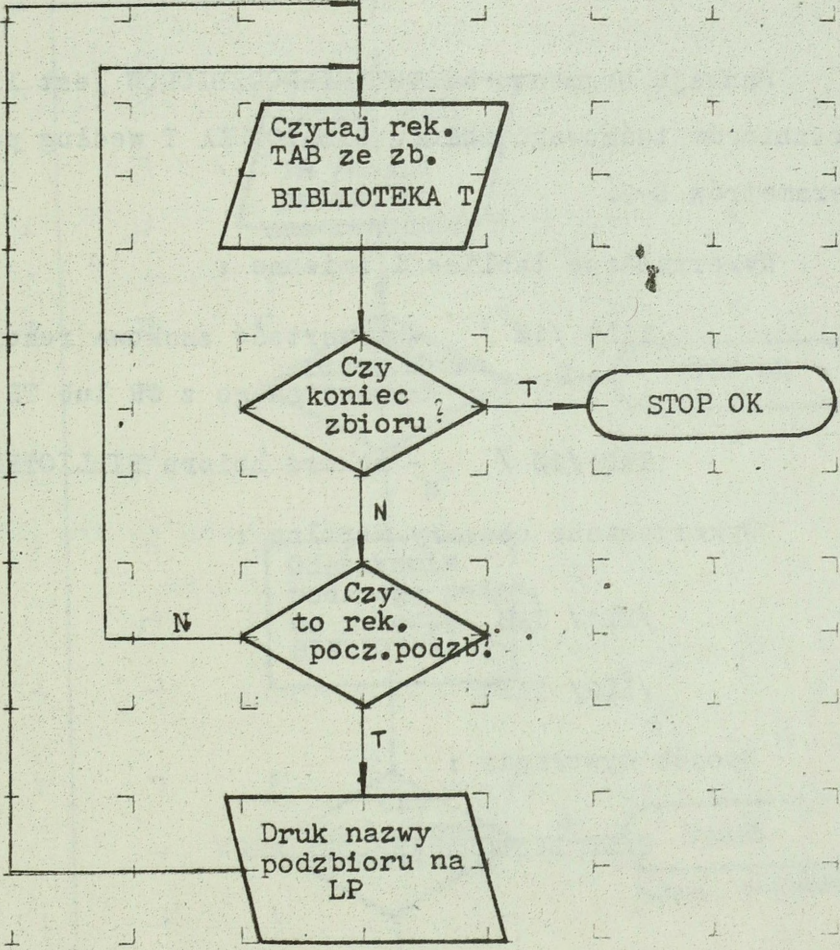 Czytaj rek.
TAB ze zb.
BIBLIOTEKA T
Czy
koniec
zbioru?
T
STOP OK
N
Czy
to rek.
pocz.podzb.
N
T
Druk nazwy
podzbioru na
LP